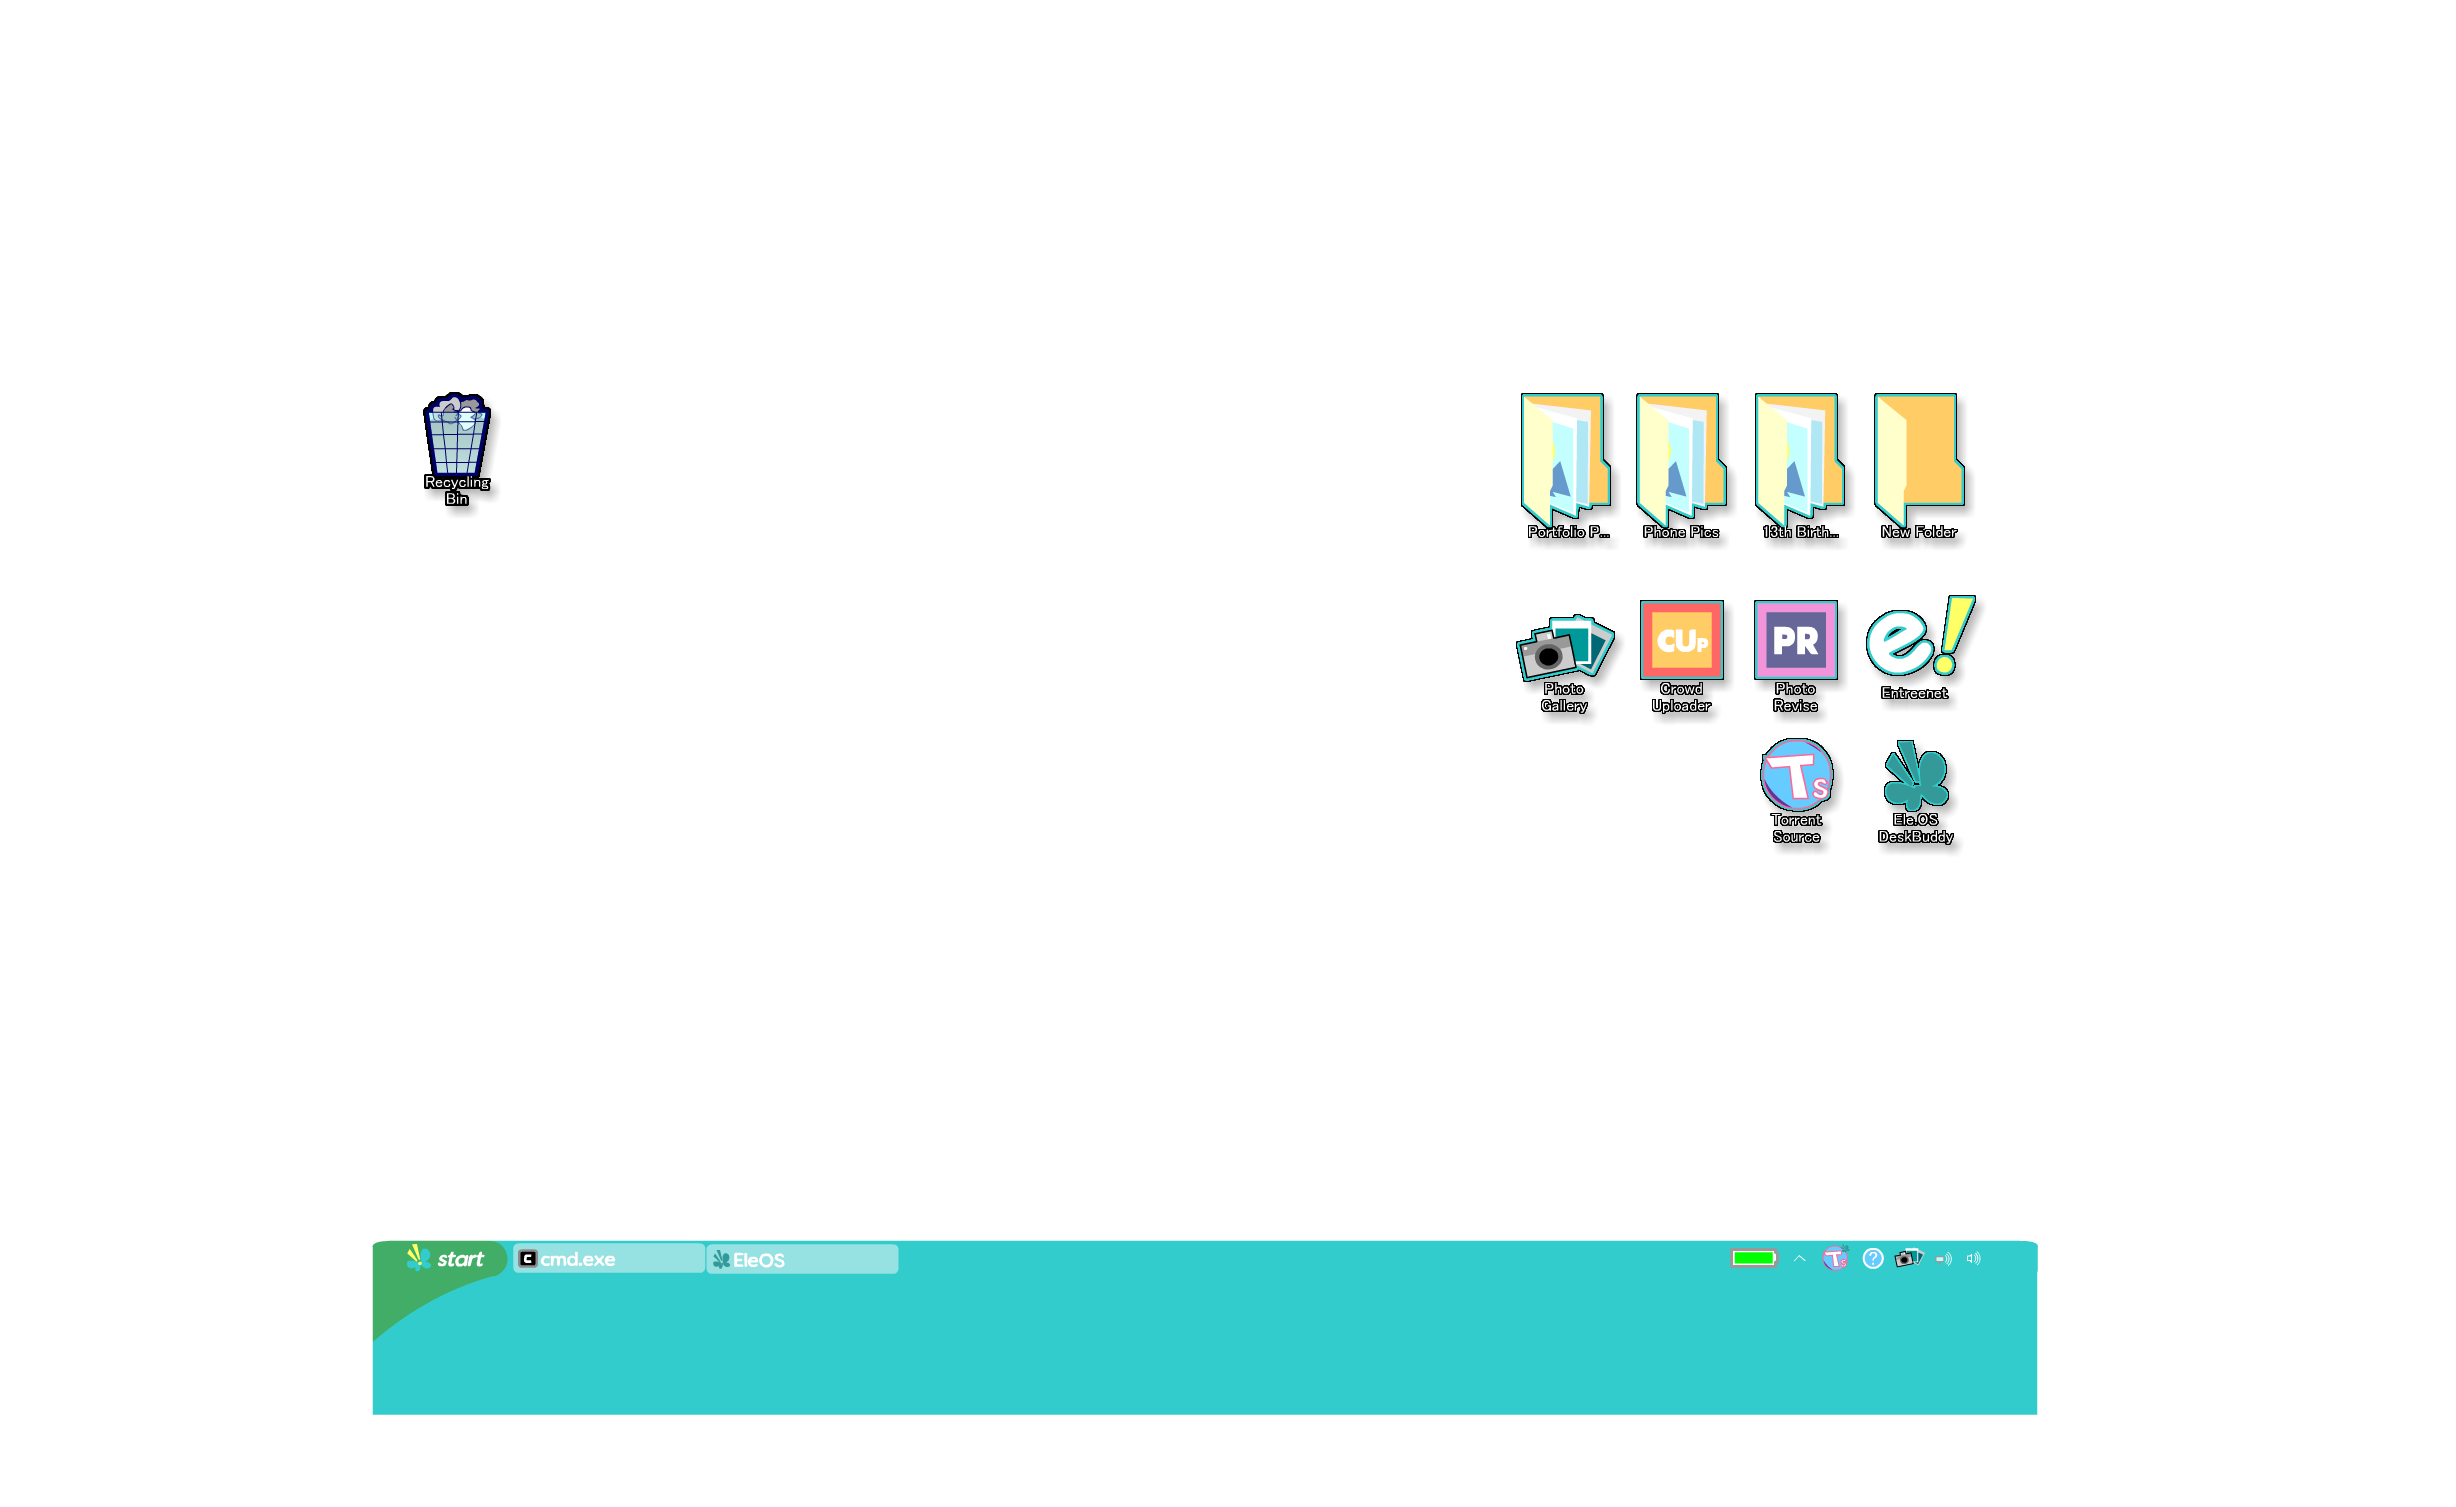 Recycling
Bin
Portfolio P...
Phone Pics
13th Birth...
New Folder
CUP
PR
e!
Photo
Gallery
Crowd
Uploader
Photo
Revise
Entreenet
Ts
Torrent
Source
Ele.OS
DeskBuddy
start
c cmd.exe
EleOS
Ts
?